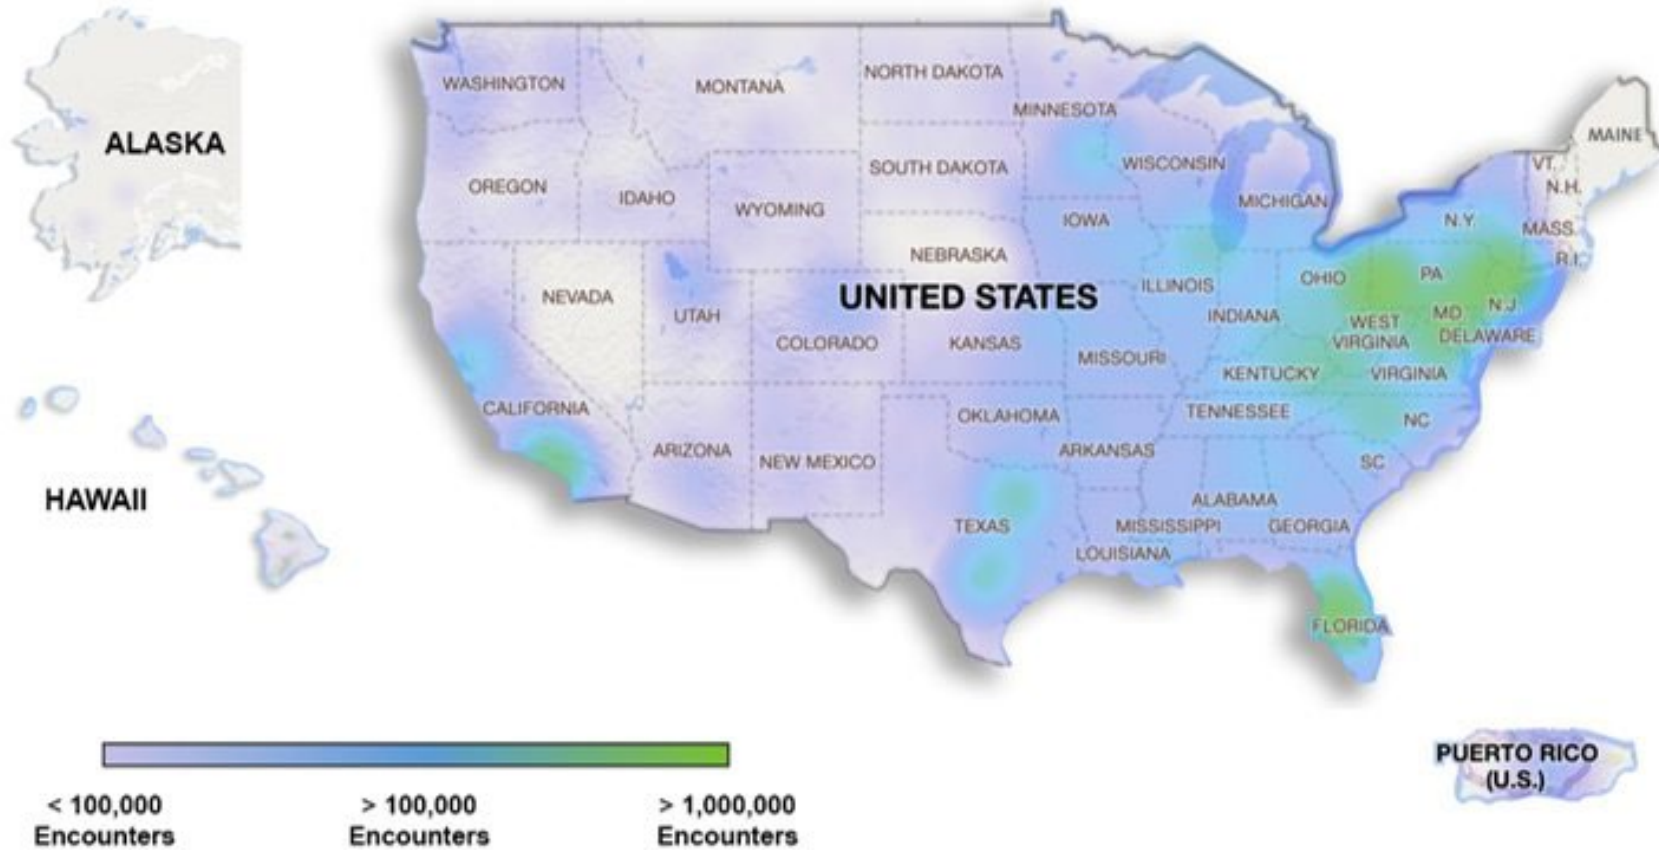 WASHINGTON
MONTANA
NORTH DAKOTA
MINNESOTA
MAINE
ALASKA
VT.
N.H.
OREGON
IDAHO
WYOMING
SOUTH DAKOTA
WISCONSIN
MICHIGAN
IOWA
N.Y.
MASS.
R.I.
NEBRASKA
NEVADA
UTAH
UNITED STATES
ILLINOIS
OHIO
PA
N.J.
COLORADO
KANSAS
INDIANA
MD.
WEST
VIRGINIA
DELAWARE
MISSOURI
KENTUCKY
VIRGINIA
CALIFORNIA
OKLAHOMA
TENNESSEE
NC
ARIZONA
NEW MEXICO
ARKANSAS
SC
HAWAII
TEXAS
ALABAMA
MISSISSIPPI
GEORGIA
LOUISIANA
FLORIDA
PUERTO RICO
(U.S.)
< 100,000
Encounters
> 100,000
Encounters
> 1,000,000
Encounters